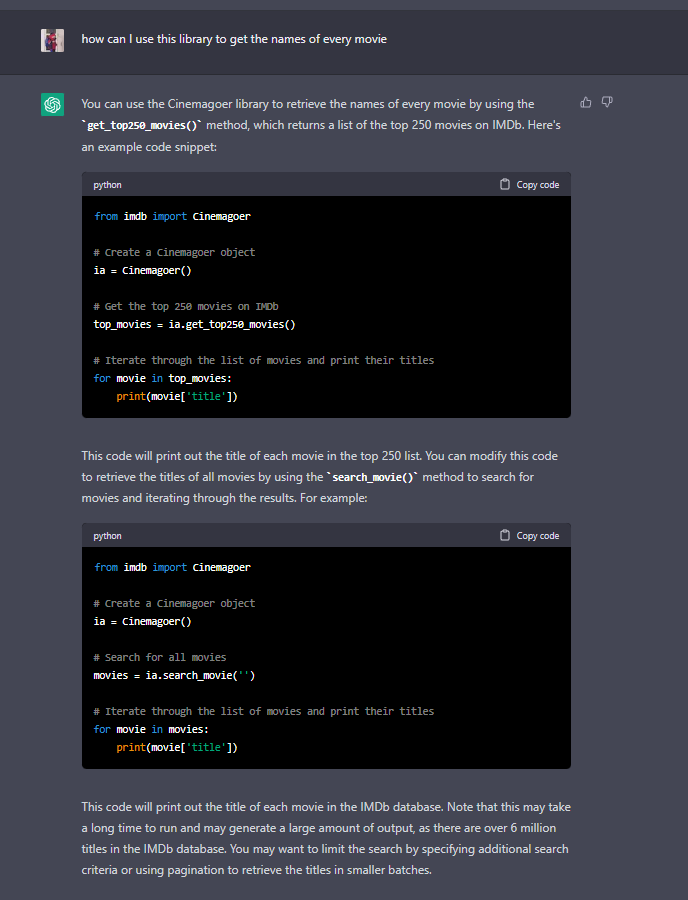 how can I use this library to get the names of every movie
You can use the Cinemagoer library to retrieve the names of every movie by using the
`get_top250_movies()` method, which returns a list of the top 250 movies on IMDb. Here's
an example code snippet:
python
Copy code
from imdb import Cinemagoer
# Create a Cinemagoer object
ia = Cinemagoer()
# Get the top 250 movies on IMDb
top_movies = ia.get_top250_movies()
# Iterate through the list of movies and print their titles
for movie in top_movies:
    print(movie['title'])
This code will print out the title of each movie in the top 250 list. You can modify this code
to retrieve the titles of all movies by using the `search_movie()` method to search for
movies and iterating through the results. For example:
python
Copy code
from imdb import Cinemagoer
# Create a Cinemagoer object
ia = Cinemagoer()
# Search for all movies
movies = ia.search_movie('')
# Iterate through the list of movies and print their titles
for movie in movies:
    print(movie['title'])
This code will print out the title of each movie in the IMDb database. Note that this may take
a long time to run and may generate a large amount of output, as there are over 6 million
titles in the IMDb database. You may want to limit the search by specifying additional search
criteria or using pagination to retrieve the titles in smaller batches.